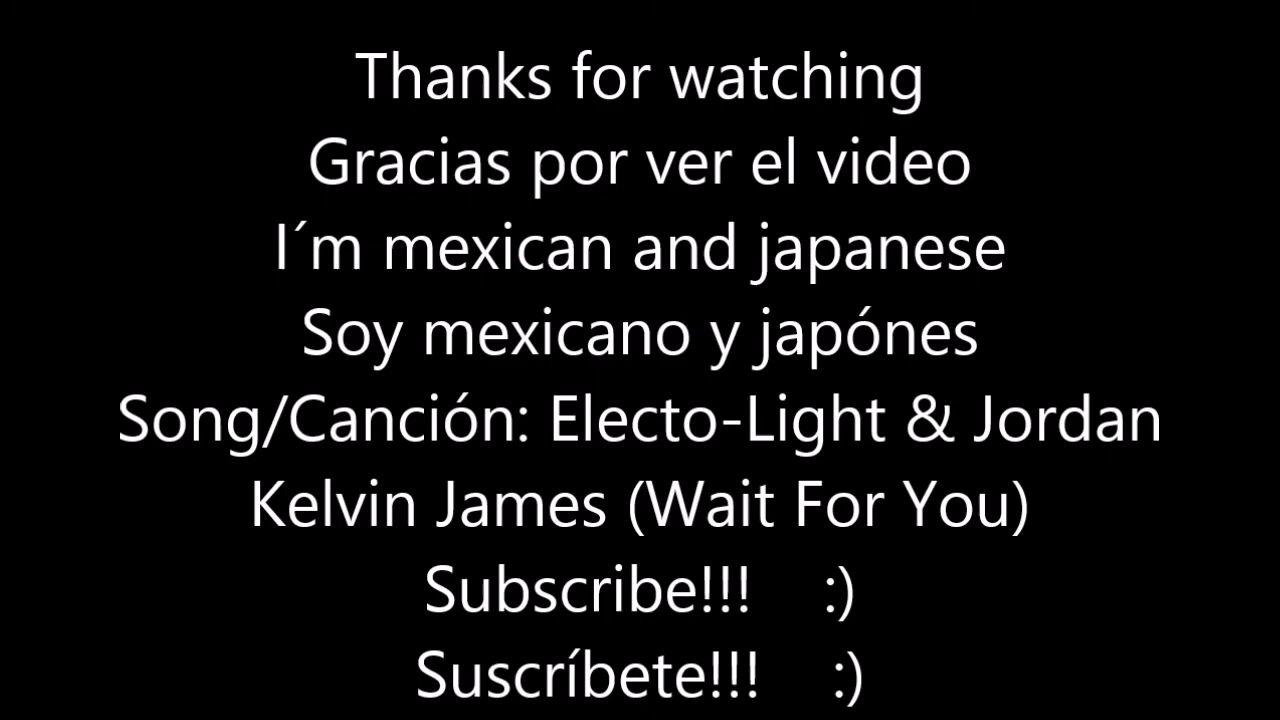 Thanks for watching
Gracias por ver el video
I´m mexican and japanese
Soy mexicano y japónes
Song/Canción: Electo-Light & Jordan
Kelvin James (Wait For You)
Subscribe!!! :)
Suscríbete!!! :)